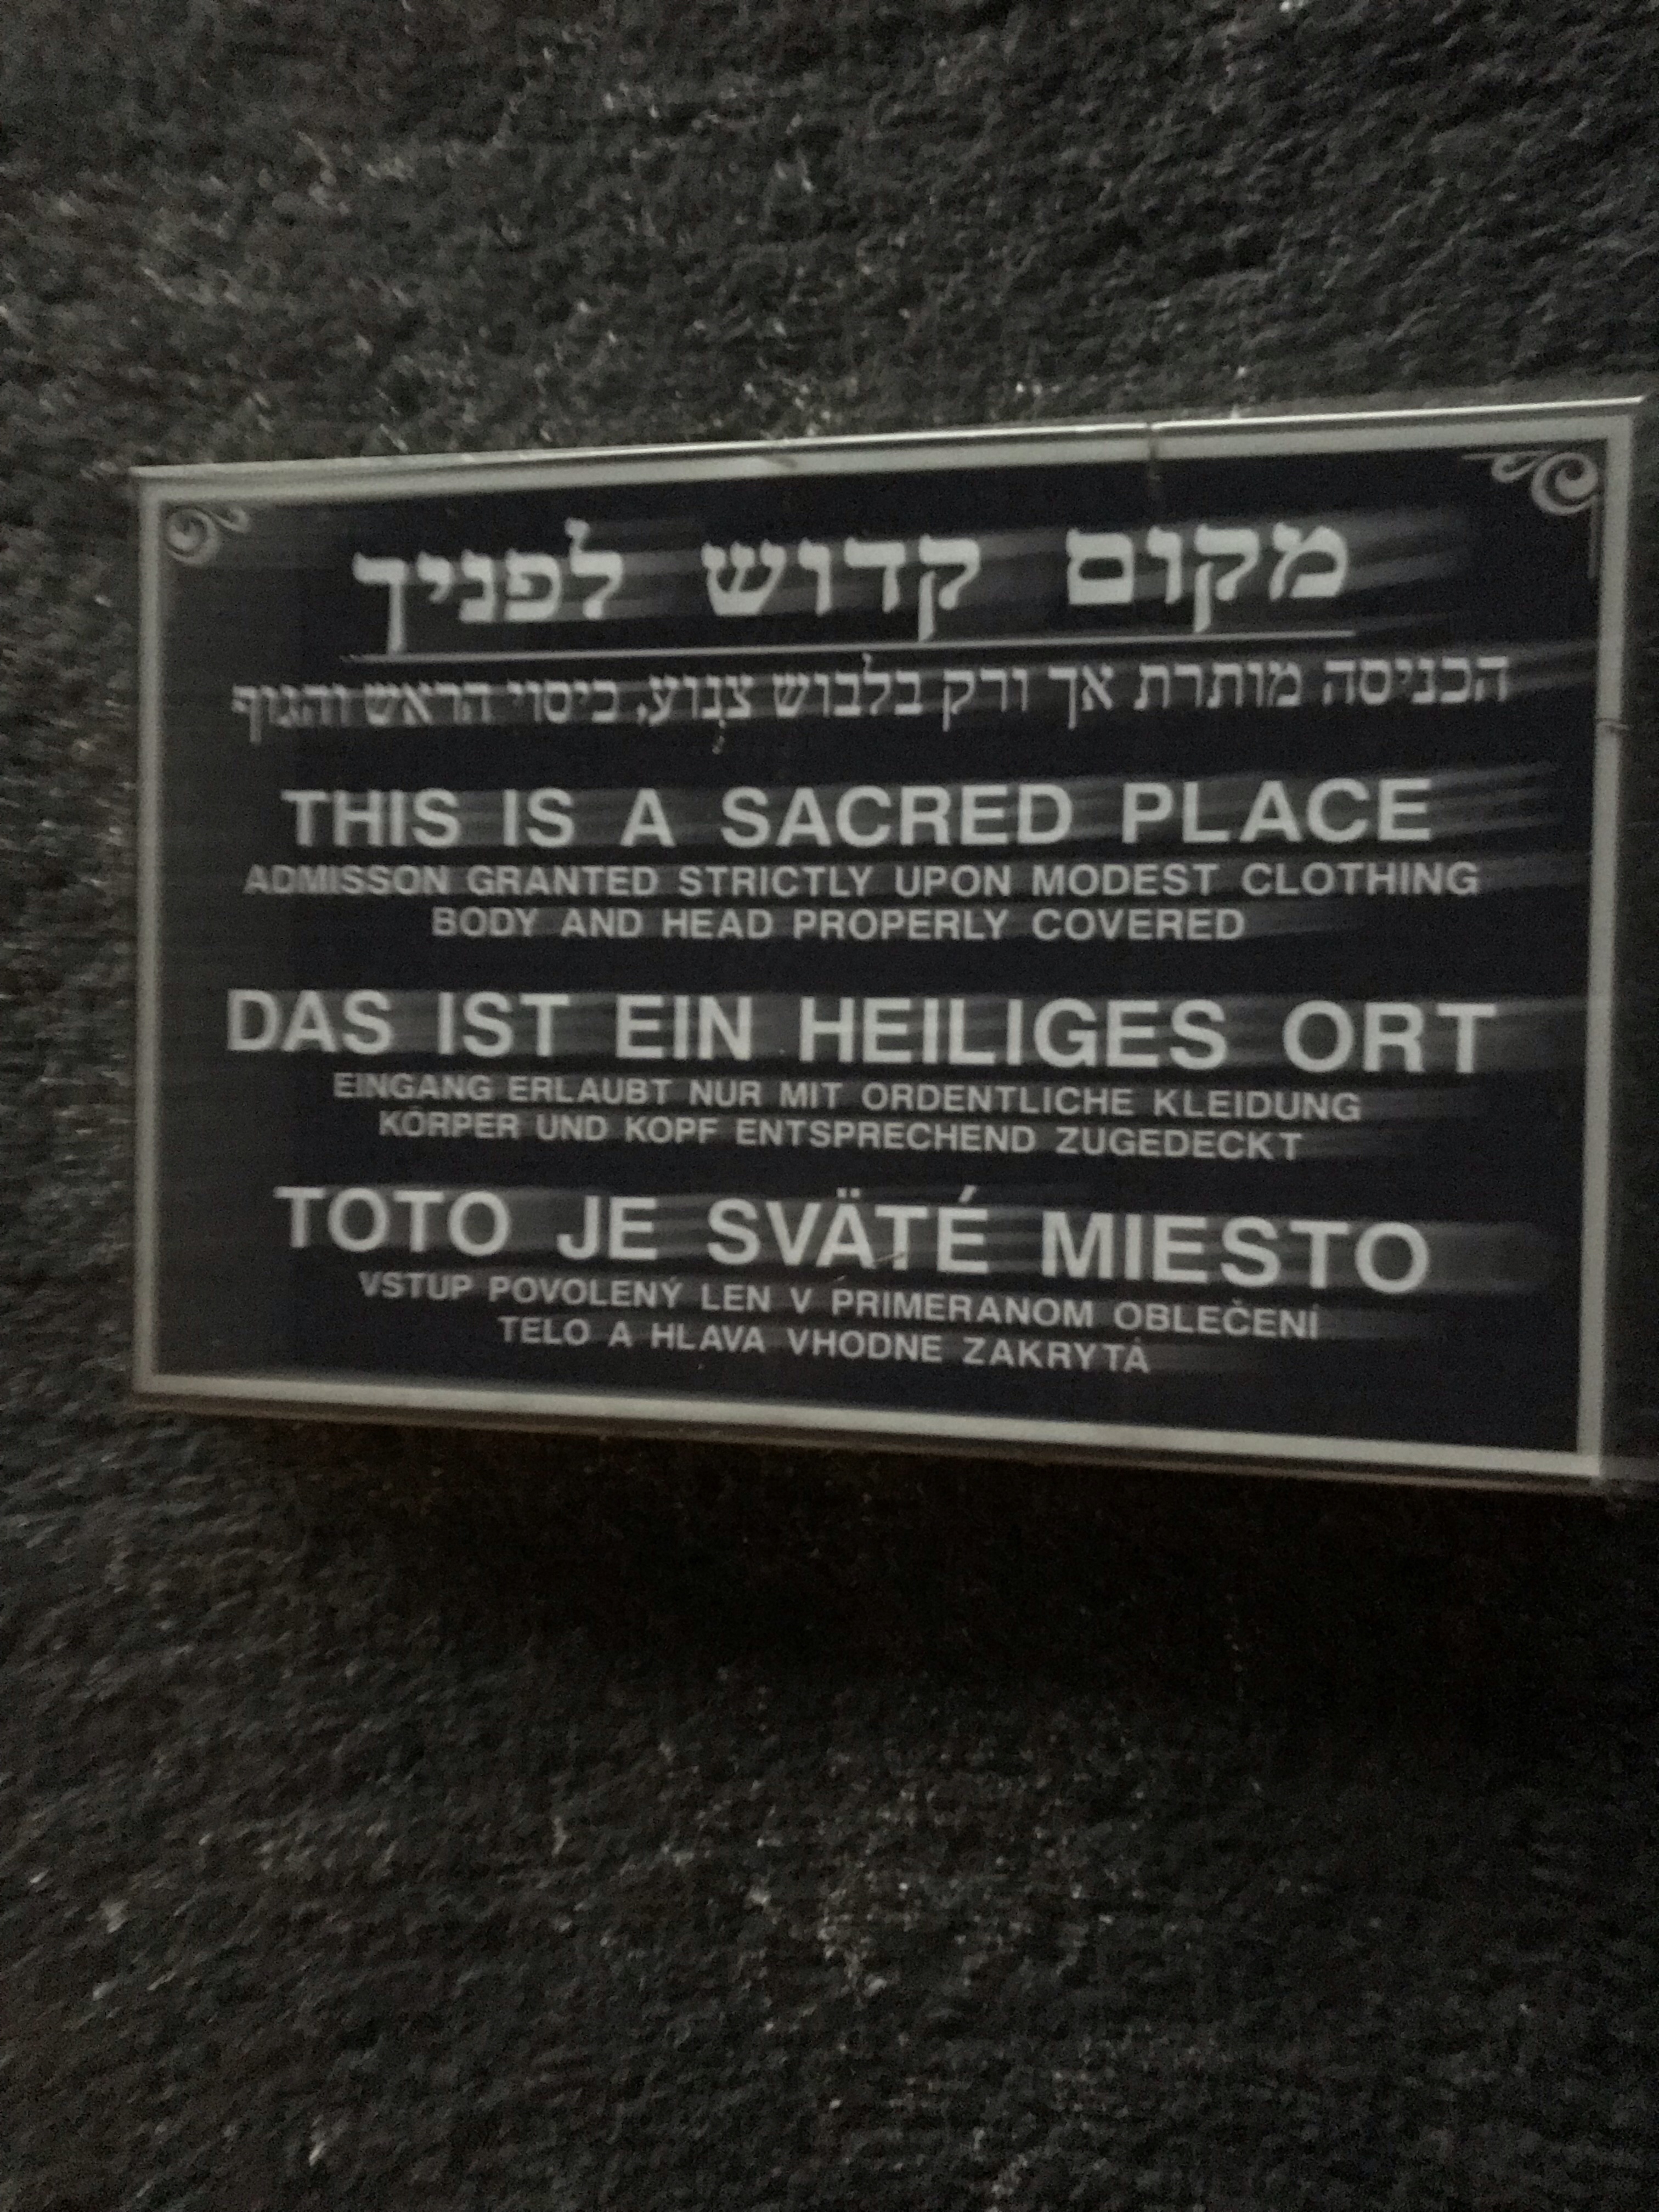 מקום קדוש לפניך
הכניסה מותרת אך ורק בלבוש צנוע, כיסוי הראש והגוף
THIS IS A SACRED PLACE
ADMISSON GRANTED STRICTLY UPON MODEST CLOTHING
BODY AND HEAD PROPERLY COVERED
DAS IST EIN HEILIGES ORT
EINGANG ERLAUBT NUR MIT ORDENTLICHE KLEIDUNG
KÖRPER UND KOPF ENTSPRECHEND ZUGEDECKT
TOTO JE SVÄTÉ MIESTO
VSTUP POVOLENÝ LEN V PRIMERANOM OBLEČENÍ
TELO A HLAVA VHODNE ZAKRYTÁ